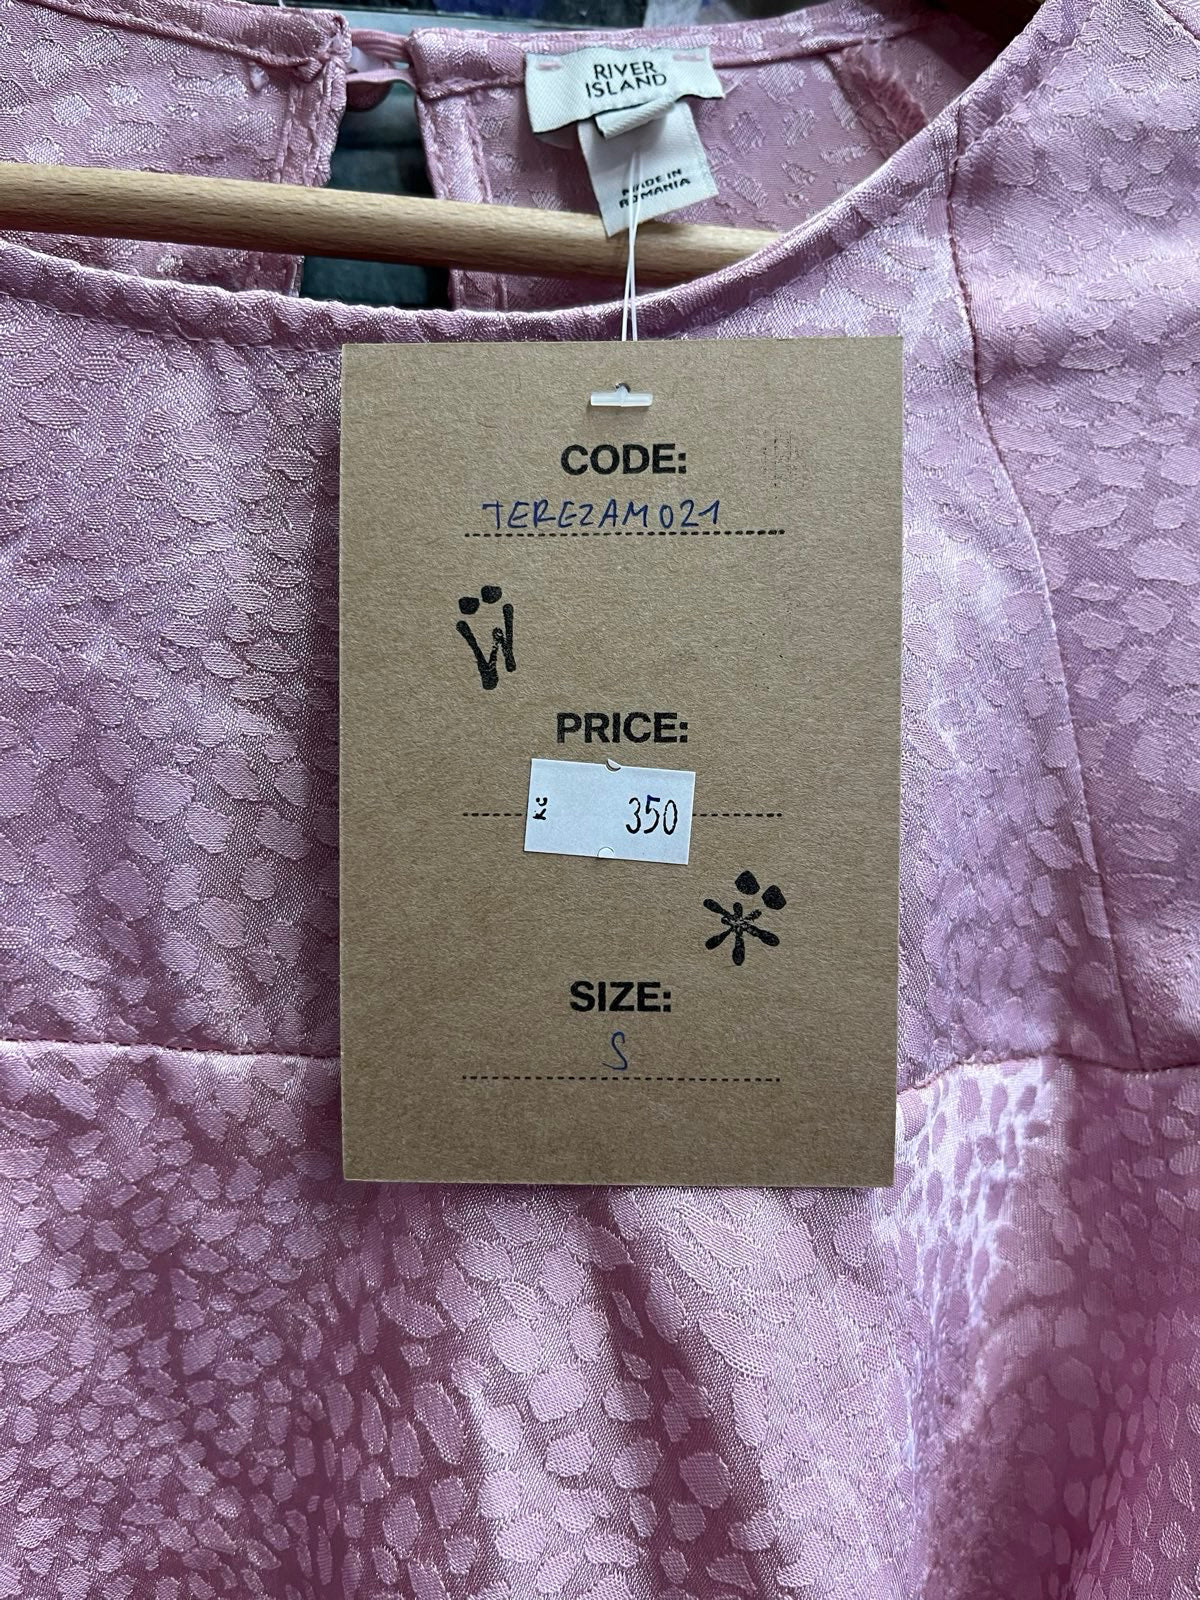 RIVER
ISLAND
MADE IN
ROMANIA
CODE:
TEREZAM021
PRICE:
Kč
350
SIZE:
S